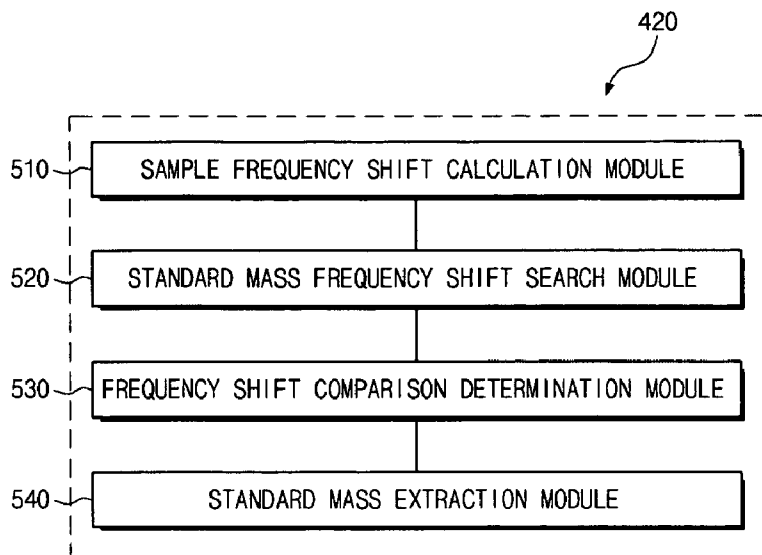 420
510 SAMPLE FREQUENCY SHIFT CALCULATION MODULE
520 STANDARD MASS FREQUENCY SHIFT SEARCH MODULE
530 FREQUENCY SHIFT COMPARISON DETERMINATION MODULE
540 STANDARD MASS EXTRACTION MODULE